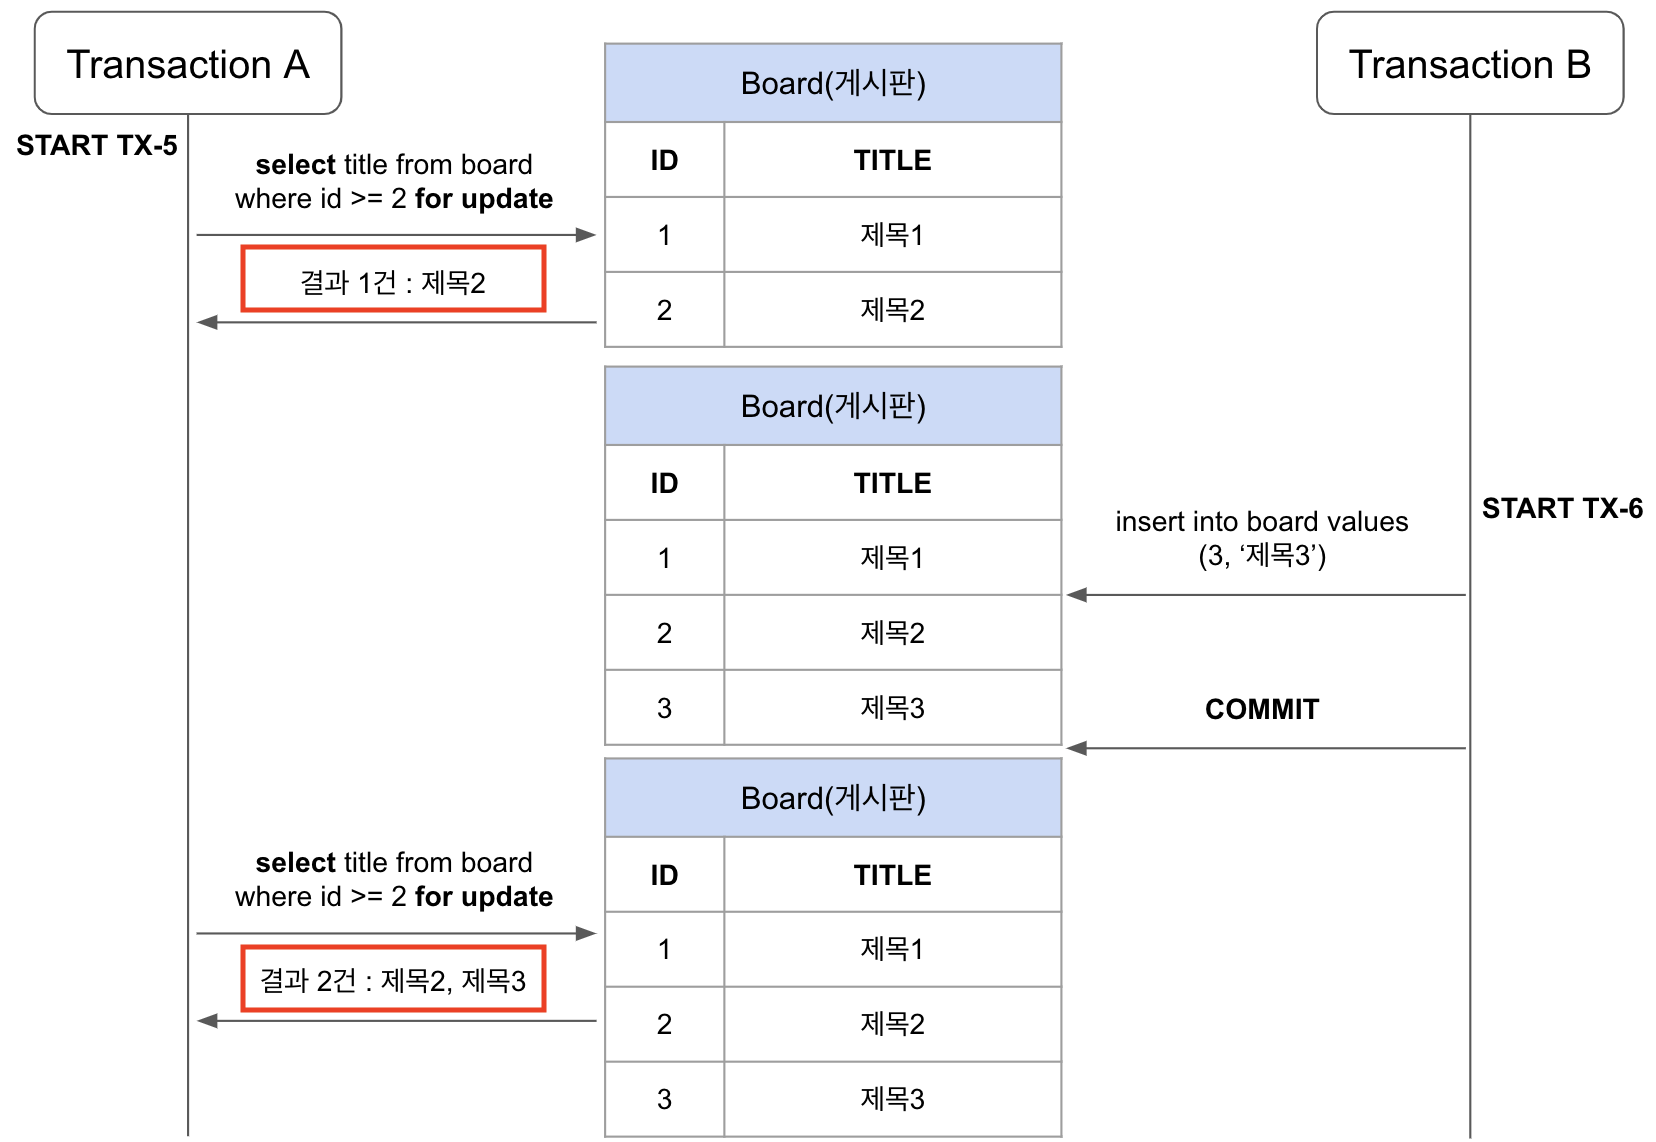 Transaction A
Transaction B
START TX-5
select title from board
where id >= 2 for update
결과 1건 : 제목2
Board(게시판)
ID TITLE
1 제목1
2 제목2
Board(게시판)
ID TITLE
1 제목1
2 제목2
3 제목3
START TX-6
insert into board values
(3, ‘제목3’)
COMMIT
select title from board
where id >= 2 for update
결과 2건 : 제목2, 제목3
Board(게시판)
ID TITLE
1 제목1
2 제목2
3 제목3